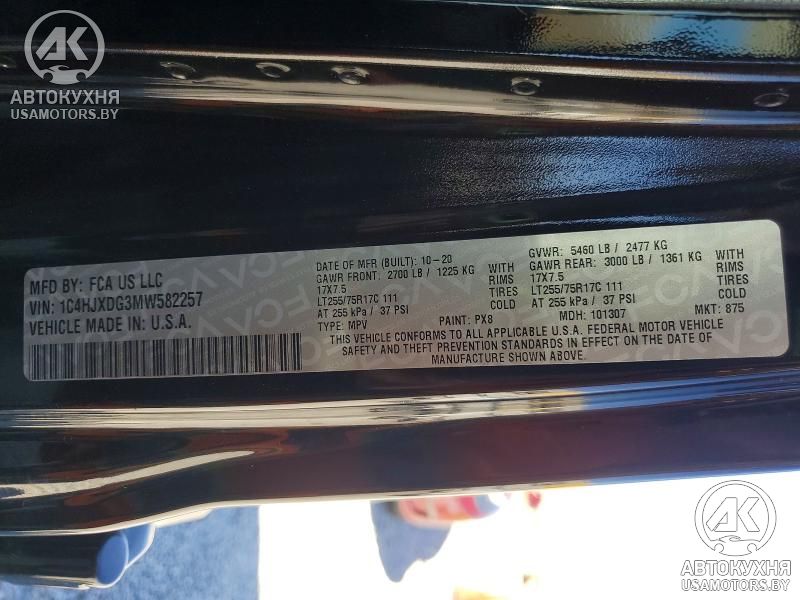 AK
АВТОКУХНЯ
USAMOTORS.BY
MFD BY: FCA US LLC
VIN: 1C4HJXDG3MW582257
VEHICLE MADE IN U.S.A.
DATE OF MFR (BUILT): 10-20
GAWR FRONT: 2700 LB / 1225 KG WITH
17X7.5 RIMS
LT255/75R17C 111 TIRES
AT 255 kPa / 37 PSI COLD
TYPE: MPV PAINT: PX8
GVWR: 5460 LB / 2477 KG
GAWR REAR: 3000 LB / 1361 KG WITH
17X7.5 RIMS
LT255/75R17C 111 TIRES
AT 255 kPa / 37 PSI COLD
MDH: 101307 MKT: 875
THIS VEHICLE CONFORMS TO ALL APPLICABLE U.S.A. FEDERAL MOTOR VEHICLE
SAFETY AND THEFT PREVENTION STANDARDS IN EFFECT ON THE DATE OF
MANUFACTURE SHOWN ABOVE.
AK
АВТОКУХНЯ
USAMOTORS.BY